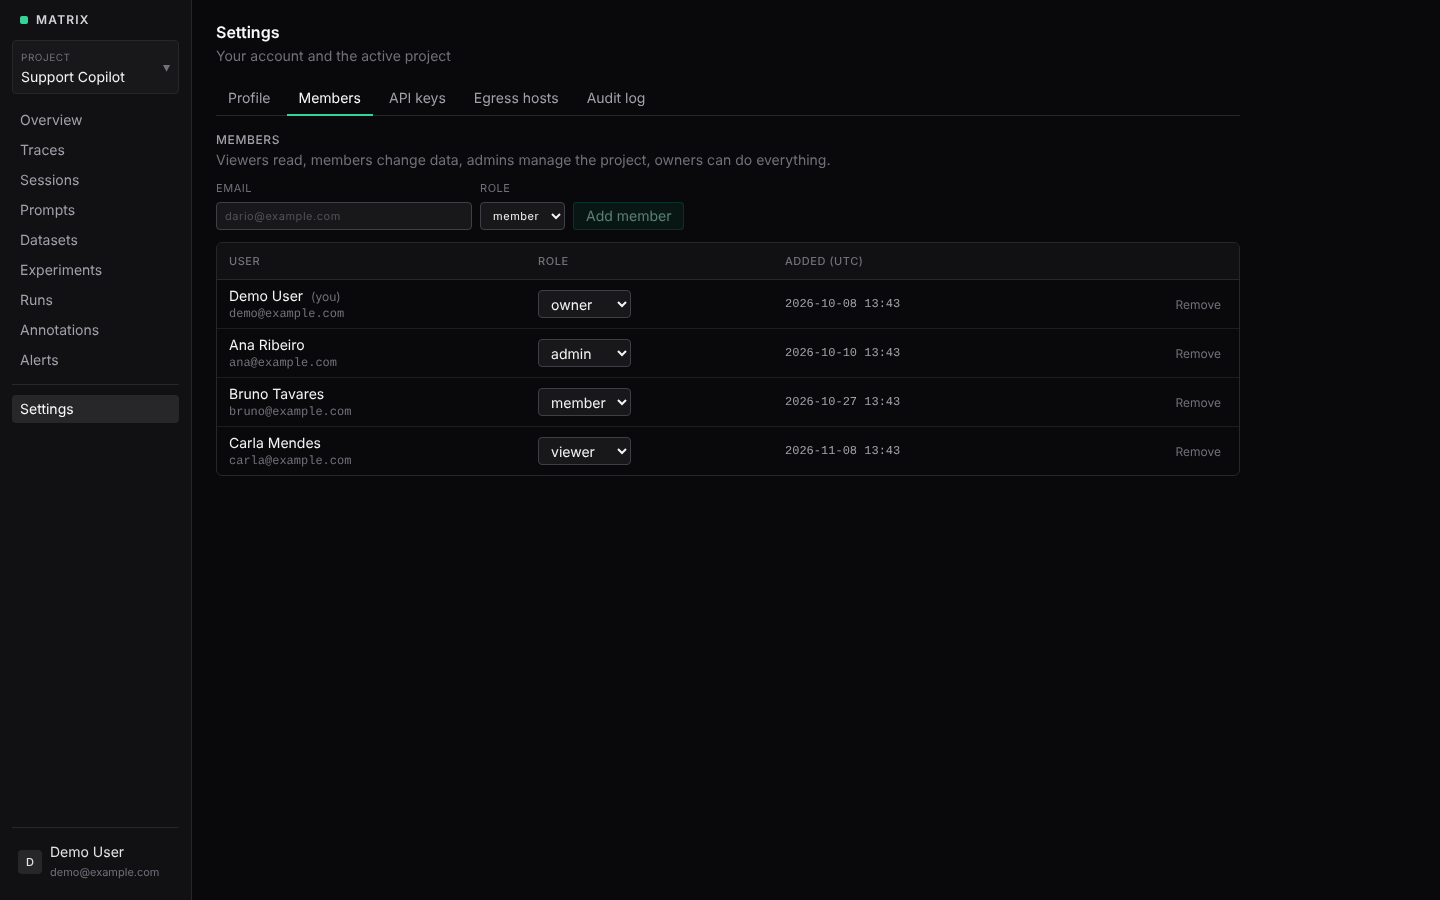 MATRIX
PROJECT
Support Copilot
Overview
Traces
Sessions
Prompts
Datasets
Experiments
Runs
Annotations
Alerts
Settings
D
Demo User
demo@example.com
Settings
Your account and the active project
Profile Members API keys Egress hosts Audit log
MEMBERS
Viewers read, members change data, admins manage the project, owners can do everything.
EMAIL ROLE
dario@example.com member Add member
USER ROLE ADDED (UTC)
Demo User (you)
demo@example.com
owner 2026-10-08 13:43 Remove
Ana Ribeiro
ana@example.com
admin 2026-10-10 13:43 Remove
Bruno Tavares
bruno@example.com
member 2026-10-27 13:43 Remove
Carla Mendes
carla@example.com
viewer 2026-11-08 13:43 Remove